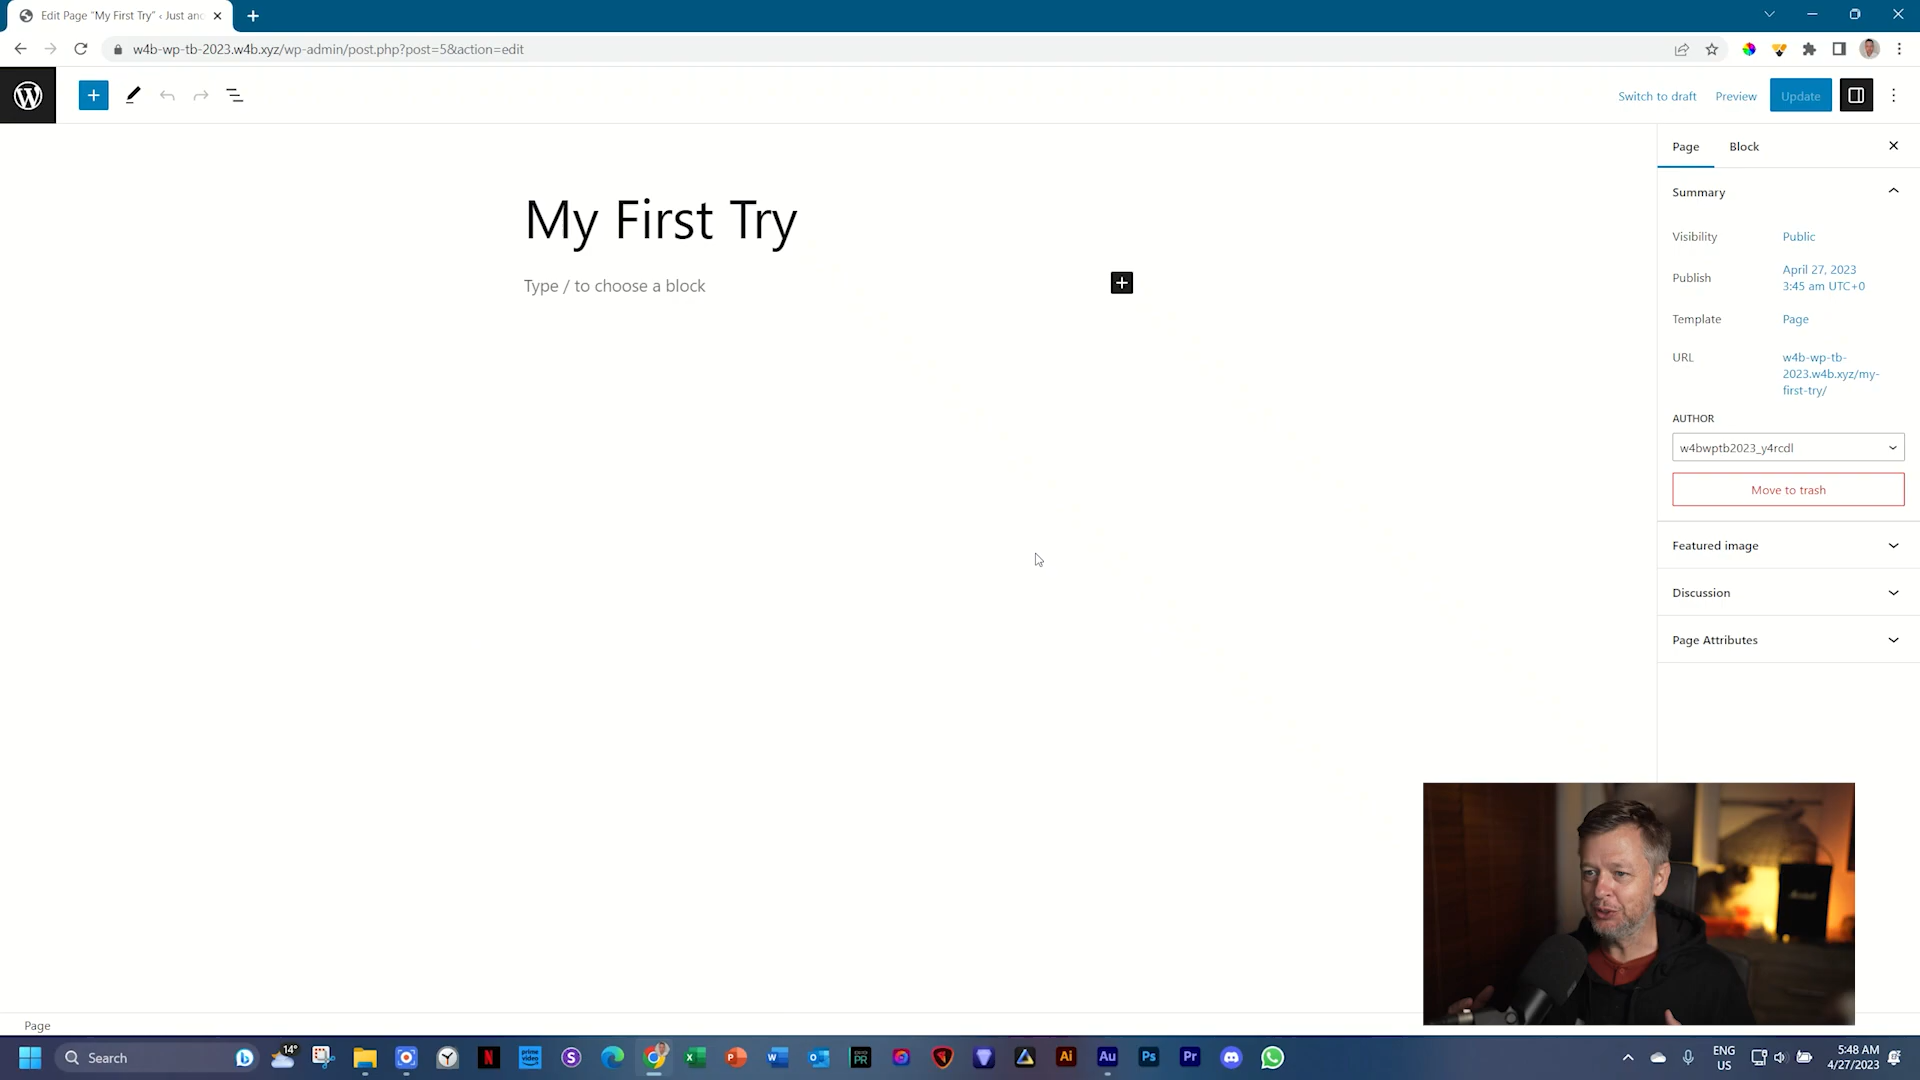 Edit Page “My First Try” ‹ Just anc
w4b-wp-tb-2023.w4b.xyz/wp-admin/post.php?post=5&action=edit
Switch to draft
Preview
Update
Page
Block
My First Try
Type / to choose a block
Summary
Visibility
Public
Publish
April 27, 2023
3:45 am UTC+0
Template
Page
URL
w4b-wp-tb-
2023.w4b.xyz/my-
first-try/
AUTHOR
w4bwptb2023_y4rcdl
Move to trash
Featured image
Discussion
Page Attributes
Page
Search
14°
ENG
US
5:48 AM
4/27/2023